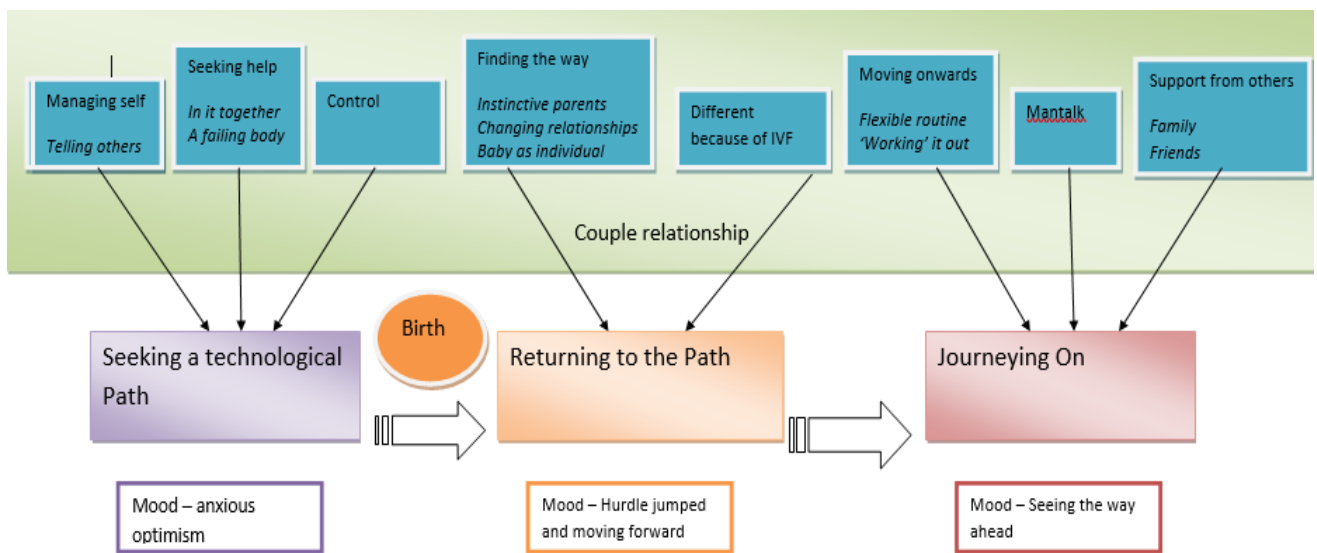 Managing self
Telling others
Seeking help
In it together
A failing body
Control
Finding the way
Instinctive parents
Changing relationships
Baby as individual
Different
because of IVF
Moving onwards
Flexible routine
‘Working’ it out
Mantalk
Support from others
Family
Friends
Couple relationship
Seeking a technological
Path
Birth
Returning to the Path
Journeying On
Mood – anxious
optimism
Mood – Hurdle jumped
and moving forward
Mood – Seeing the way
ahead